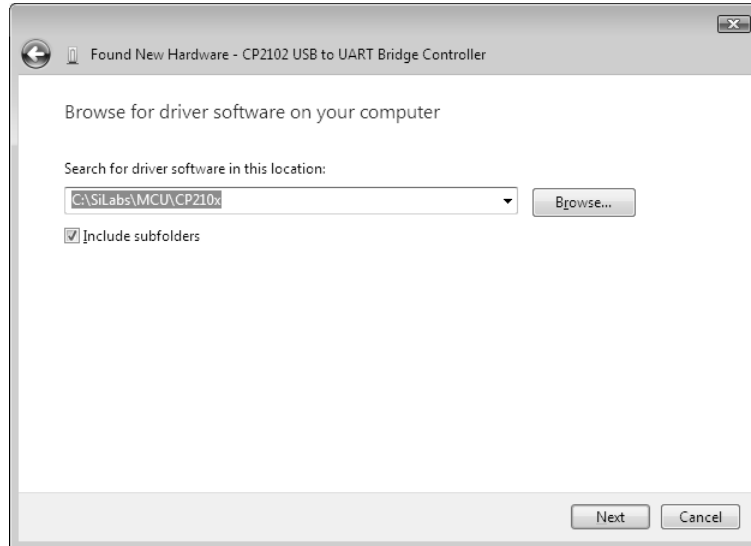 Found New Hardware - CP2102 USB to UART Bridge Controller
Browse for driver software on your computer
Search for driver software in this location:
C:\SiLabs\MCU\CP210x
Browse...
Include subfolders
Next
Cancel